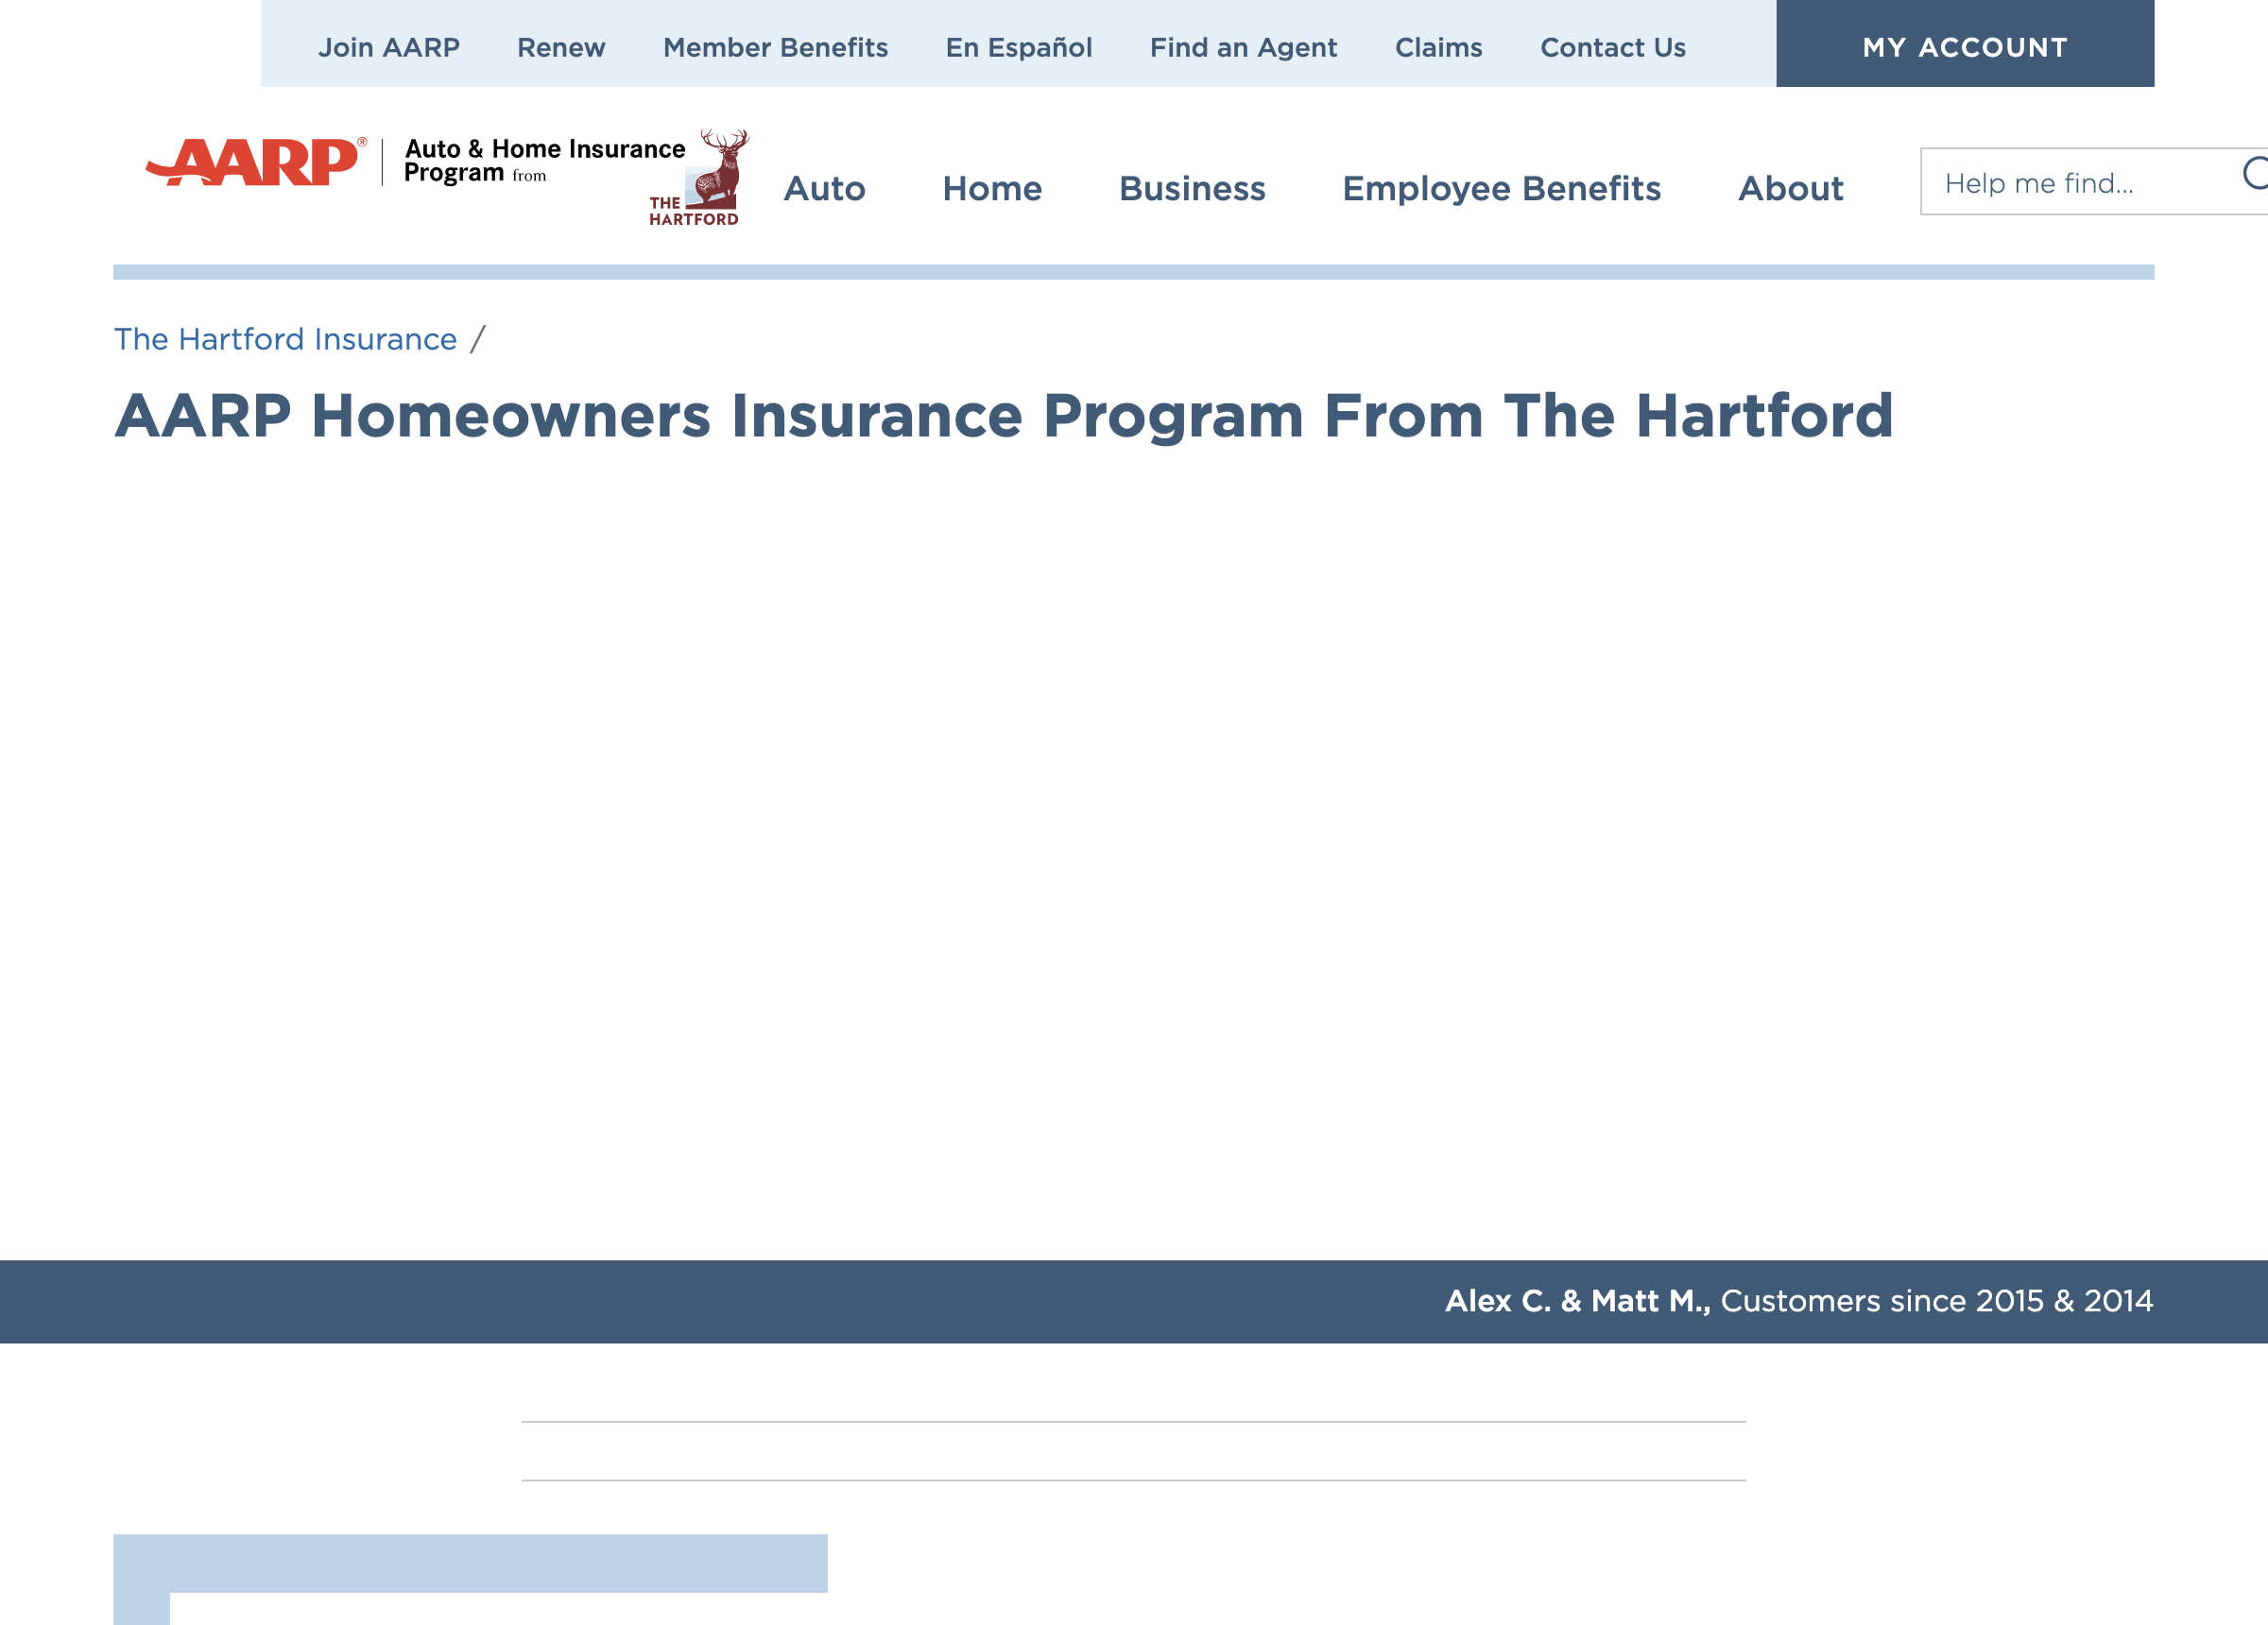 Join AARP Renew Member Benefits En Español Find an Agent Claims Contact Us MY ACCOUNT
AARP® Auto & Home Insurance
Program from
THE
HARTFORD
Auto Home Business Employee Benefits About Help me find...
The Hartford Insurance /
AARP Homeowners Insurance Program From The Hartford
Alex C. & Matt M., Customers since 2015 & 2014